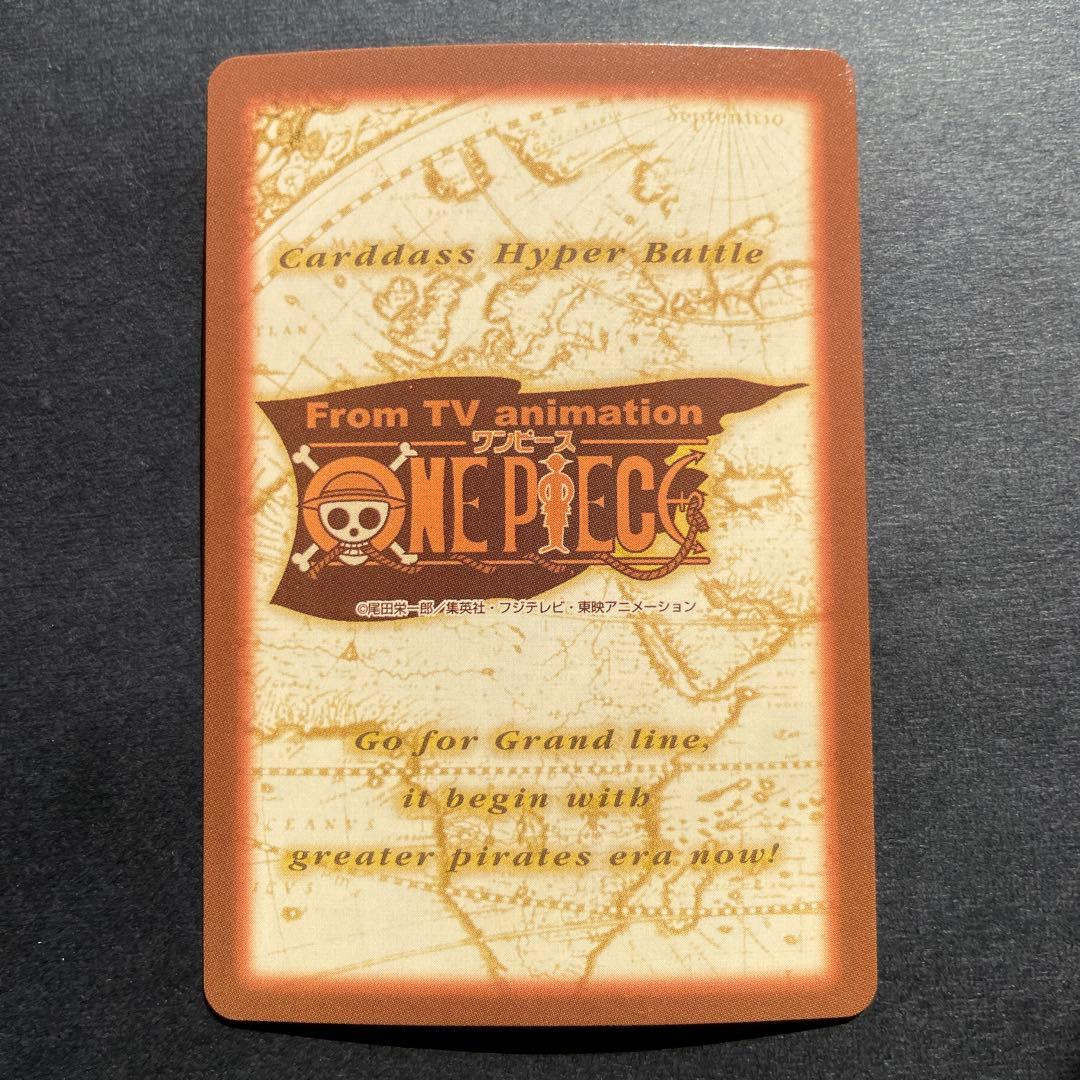 Septentrio
Carddass Hyper Battle
From TV animation
ワンピース
ONE PIECE
©尾田栄一郎／集英社・フジテレビ・東映アニメーション
Go for Grand line,
it begin with
greater pirates era now!